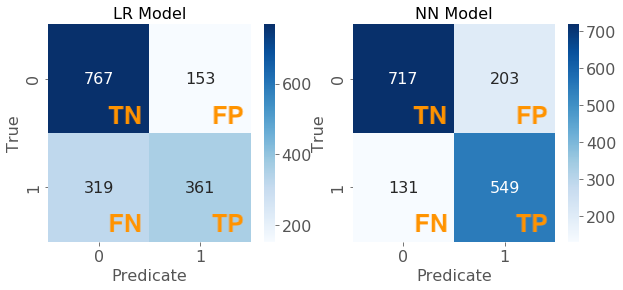 LR Model
NN Model
True
0
767
TN
153
FP
1
319
FN
361
TP
0
1
Predicate
600
400
200
True
0
717
TN
203
FP
1
131
FN
549
TP
0
1
Predicate
700
600
500
400
300
200